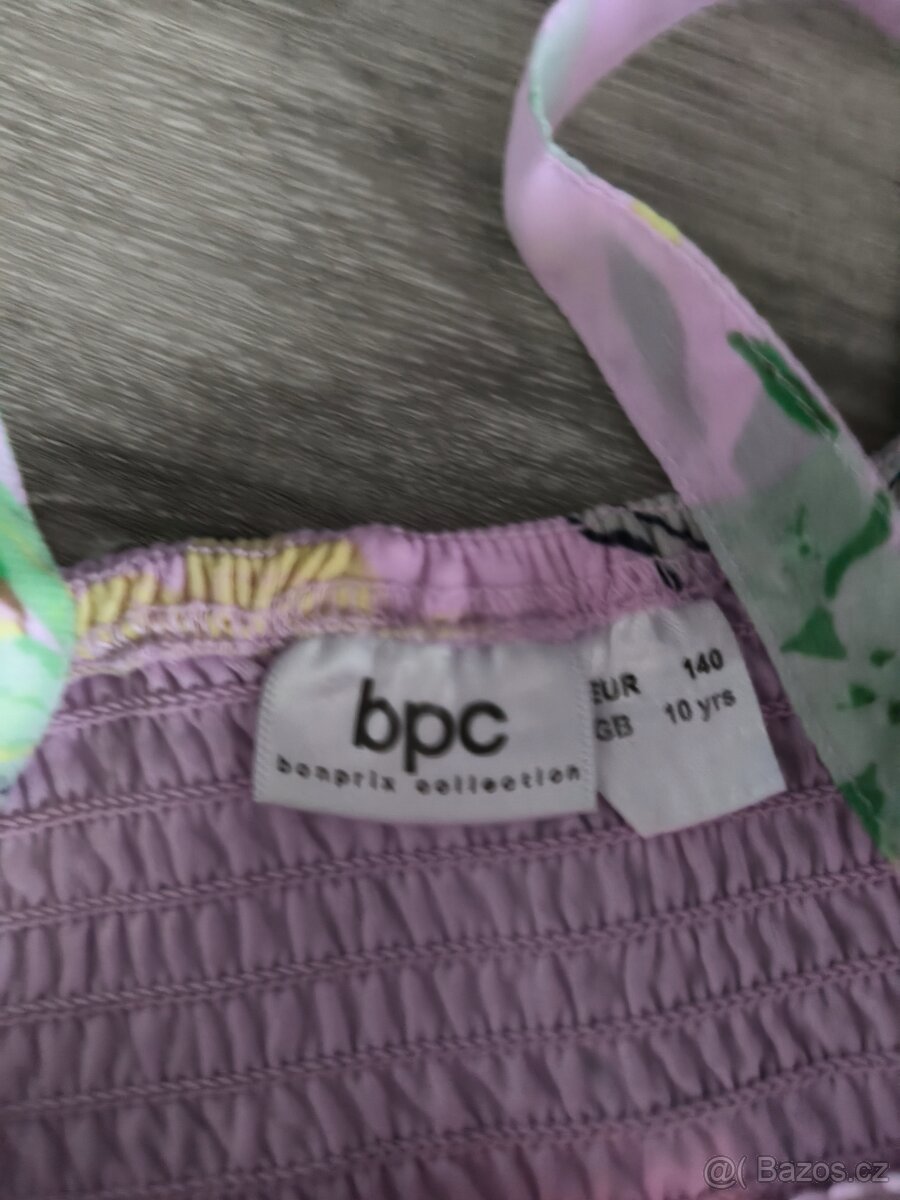 bpc
bonprix collection
EUR 140
GB 10 yrs
@( Bazos.cz